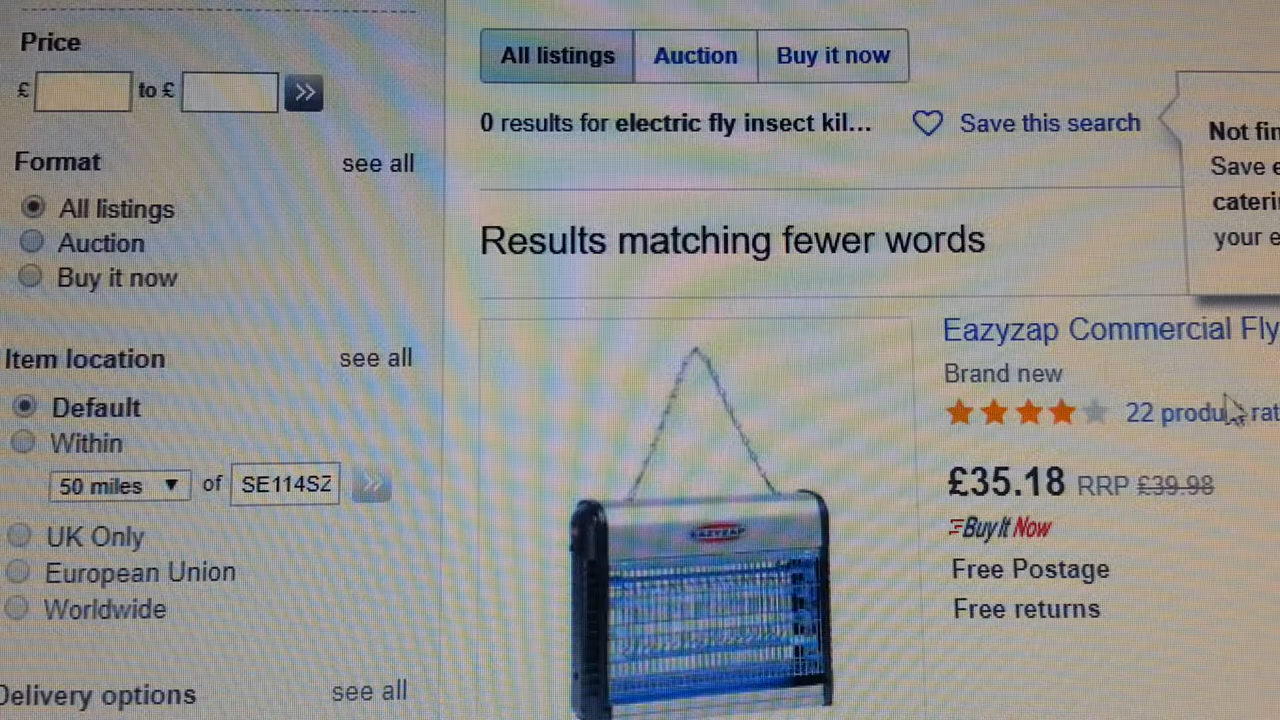 Price
£ to £
Format see all
All listings
Auction
Buy it now
Item location see all
Default
Within
50 miles ▼ of SE114SZ
UK Only
European Union
Worldwide
Delivery options see all
All listings Auction Buy it now
0 results for electric fly insect kil... Save this search
Not fin
Save e
caterin
your e
Results matching fewer words
EAZYZAP
Eazyzap Commercial Fly
Brand new
22 produ rat
£35.18 RRP £39.98
Buy It Now
Free Postage
Free returns